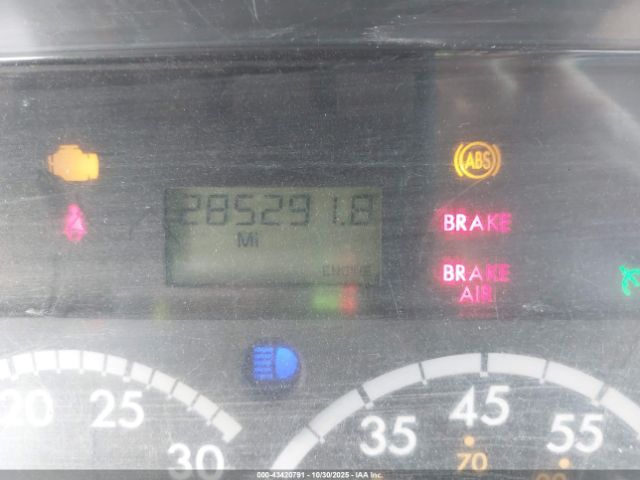 ABS
285291.8
BRAKE
Mi
ENGINE
BRAKE
AIR
20 25 30
35 45 55
70
000-43420791 - 10/30/2025 - IAA Inc.